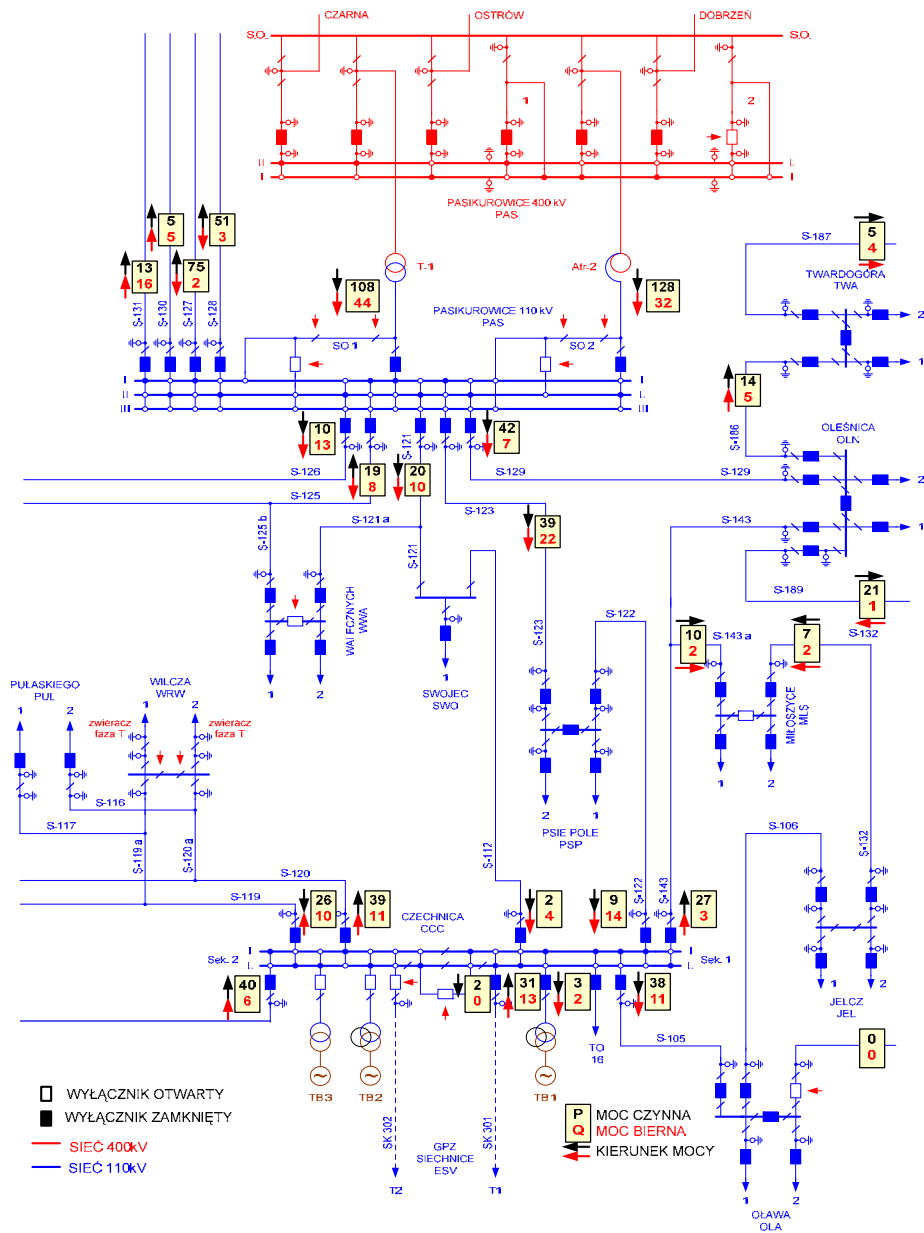 CZARNA
OSTRÓW
DOBRZEŃ
S.O.
S.O.
1
2
II
I
L
I
PASIKUROWICE 400 kV
PAS
5
5
51
3
13
16
75
2
S-131
S-130
S-127
S-128
T-1
Atr-2
108
44
128
32
PASIKUROWICE 110 kV
PAS
SO 1
SO 2
S-187
5
4
TWARDOGÓRA
TWA
2
1
I
II
III
I
L
III
14
5
S-186
OLEŚNICA
OLN
10
13
S-121
42
7
S-126
19
8
20
10
S-129
S-129
2
S-125
S-123
S-125 b
S-121 a
39
22
S-143
1
S-121
S-189
21
1
WALECZNYCH
WWA
1
2
SWOJEC
SWO
1
S-123
S-122
10
2
S-143 a
7
2
S-132
MIŁOSZYCE
MLS
1
2
PUŁASKIEGO
PUL
WILCZA
WRW
1
2
1
2
zwieracz
faza T
zwieracz
faza T
2
1
PSIE POLE
PSP
S-116
S-117
S-119 a
S-120 a
S-112
S-106
S-132
S-120
S-119
26
10
39
11
CZECHNICA
CCC
2
4
9
14
S-122
S-143
27
3
Sek. 2
I
L
Sek. 1
40
6
2
0
31
13
3
2
38
11
1
2
JELCZ
JEL
TO
16
S-105
0
0
TB3
TB2
TB1
WYŁĄCZNIK OTWARTY
WYŁĄCZNIK ZAMKNIĘTY
SIEĆ 400kV
SIEĆ 110kV
SK 302
GPZ
SIECHNICE
ESV
SK 301
T2
T1
P
Q
MOC CZYNNA
MOC BIERNA
KIERUNEK MOCY
1
2
OŁAWA
OLA